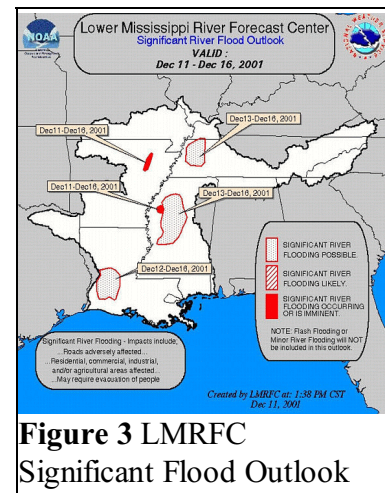 NOAA
Lower Mississippi River Forecast Center
Significant River Flood Outlook
VALID :
Dec 11 - Dec 16, 2001
Dec13-Dec16, 2001
Dec11-Dec16, 2001
Dec11-Dec16, 2001
Dec13-Dec16, 2001
Dec12-Dec16, 2001
SIGNIFICANT RIVER
FLOODING POSSIBLE.
SIGNIFICANT RIVER
FLOODING LIKELY.
SIGNIFICANT RIVER
FLOODING OCCURRING
OR IS IMMINENT.
NOTE: Flash Flooding or
Minor River Flooding will NOT
be included in this outlook.
Significant River Flooding - Impacts include;
...Roads adversely affected...
...Residential, commercial, industrial,
and/or agricultural areas affected...
...May require evacuation of people
Created by LMRFC at: 1:38 PM CST
Dec 11, 2001
Figure 3 LMRFC
Significant Flood Outlook